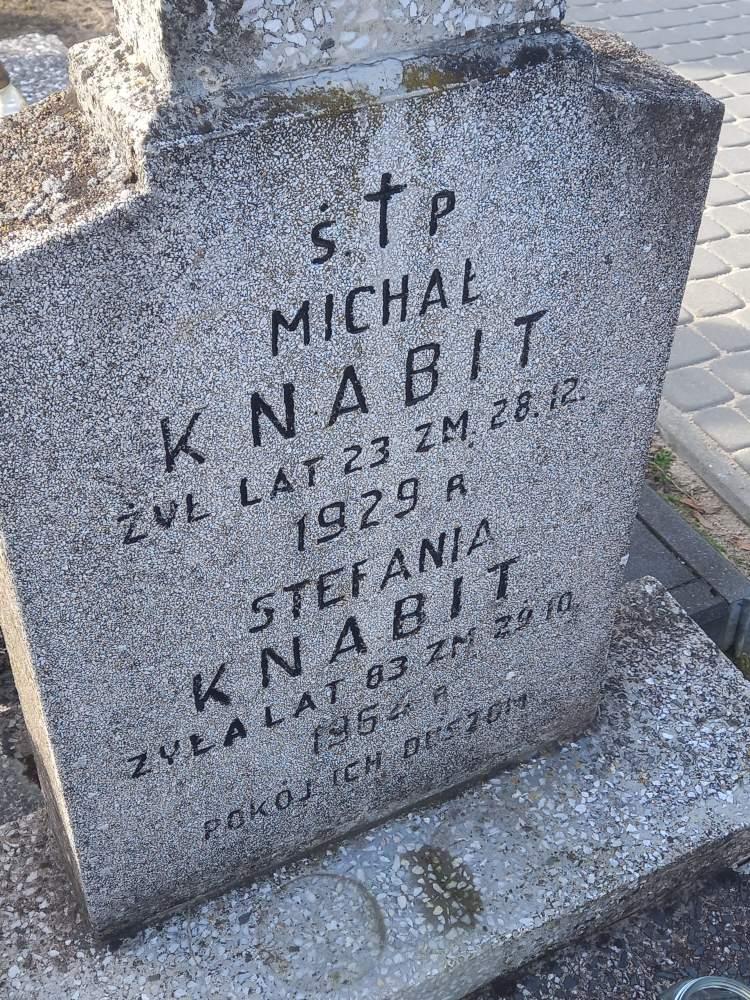 Ś. † P
MICHAŁ
KNABIT
ŻYŁ LAT 23 ZM. 28.12.
1929 R
STEFANIA
KNABIT
ŻYŁA LAT 83 ZM. 29.10.
1964 R
POKÓJ ICH DUSZOM